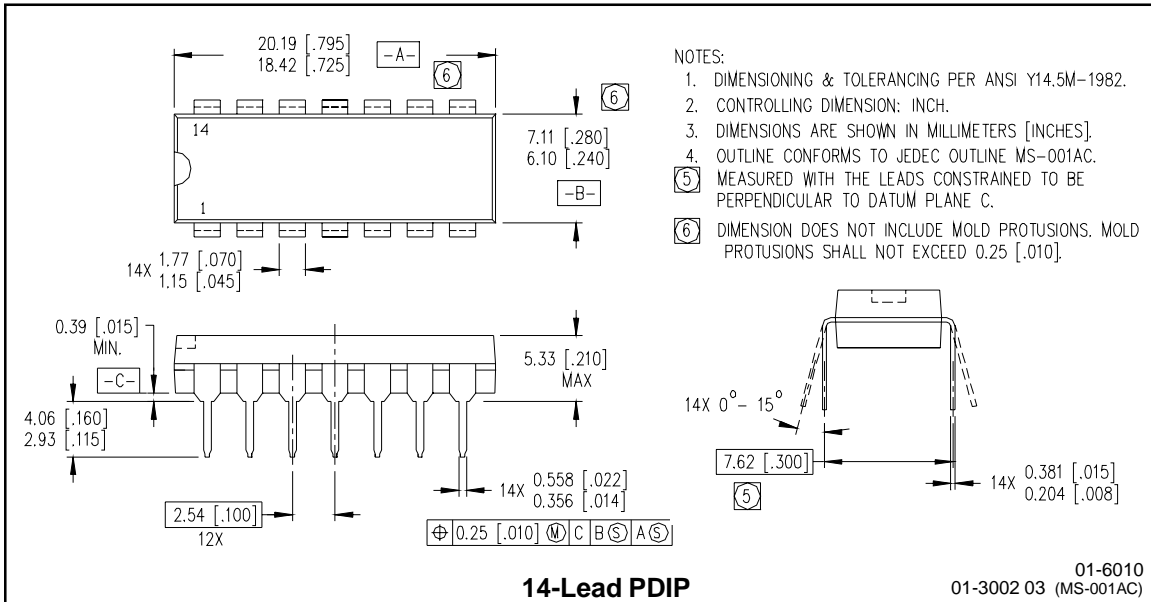 20.19 [.795]
18.42 [.725]
-A-
6
6
14
1
7.11 [.280]
6.10 [.240]
-B-
14X 1.77 [.070]
1.15 [.045]
NOTES:
1. DIMENSIONING & TOLERANCING PER ANSI Y14.5M-1982.
2. CONTROLLING DIMENSION: INCH.
3. DIMENSIONS ARE SHOWN IN MILLIMETERS [INCHES].
4. OUTLINE CONFORMS TO JEDEC OUTLINE MS-001AC.
5 MEASURED WITH THE LEADS CONSTRAINED TO BE
PERPENDICULAR TO DATUM PLANE C.
6 DIMENSION DOES NOT INCLUDE MOLD PROTUSIONS. MOLD
PROTUSIONS SHALL NOT EXCEED 0.25 [.010].
0.39 [.015]
MIN.
-C-
4.06 [.160]
2.93 [.115]
5.33 [.210]
MAX
2.54 [.100]
12X
14X 0.558 [.022]
0.356 [.014]
⌖ 0.25 [.010] Ⓜ C B Ⓢ A Ⓢ
14X 0°- 15°
7.62 [.300]
5
14X 0.381 [.015]
0.204 [.008]
14-Lead PDIP
01-6010
01-3002 03 (MS-001AC)